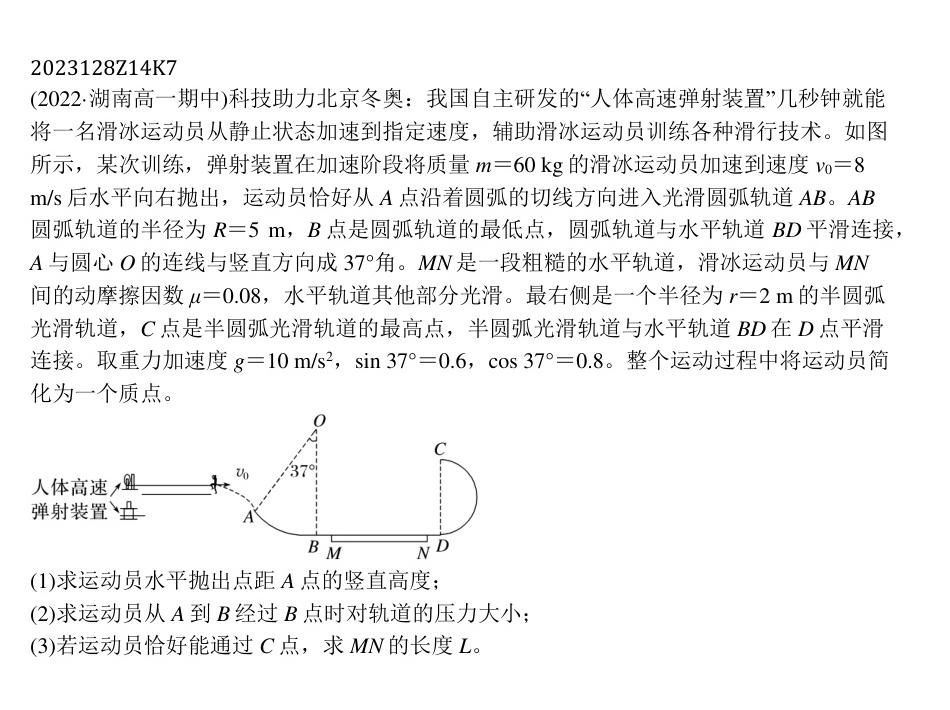 2023128Z14K7
(2022·湖南高一期中)科技助力北京冬奥：我国自主研发的“人体高速弹射装置”几秒钟就能
将一名滑冰运动员从静止状态加速到指定速度，辅助滑冰运动员训练各种滑行技术。如图
所示，某次训练，弹射装置在加速阶段将质量 m＝60 kg 的滑冰运动员加速到速度 v₀＝8
m/s 后水平向右抛出，运动员恰好从 A 点沿着圆弧的切线方向进入光滑圆弧轨道 AB。AB
圆弧轨道的半径为 R＝5 m，B 点是圆弧轨道的最低点，圆弧轨道与水平轨道 BD 平滑连接，
A 与圆心 O 的连线与竖直方向成 37°角。MN 是一段粗糙的水平轨道，滑冰运动员与 MN
间的动摩擦因数 μ＝0.08，水平轨道其他部分光滑。最右侧是一个半径为 r＝2 m 的半圆弧
光滑轨道，C 点是半圆弧光滑轨道的最高点，半圆弧光滑轨道与水平轨道 BD 在 D 点平滑
连接。取重力加速度 g＝10 m/s²，sin 37°＝0.6，cos 37°＝0.8。整个运动过程中将运动员简
化为一个质点。
O
C
37°
v₀
人体高速
弹射装置
A
B M N D
(1)求运动员水平抛出点距 A 点的竖直高度；
(2)求运动员从 A 到 B 经过 B 点时对轨道的压力大小；
(3)若运动员恰好能通过 C 点，求 MN 的长度 L。